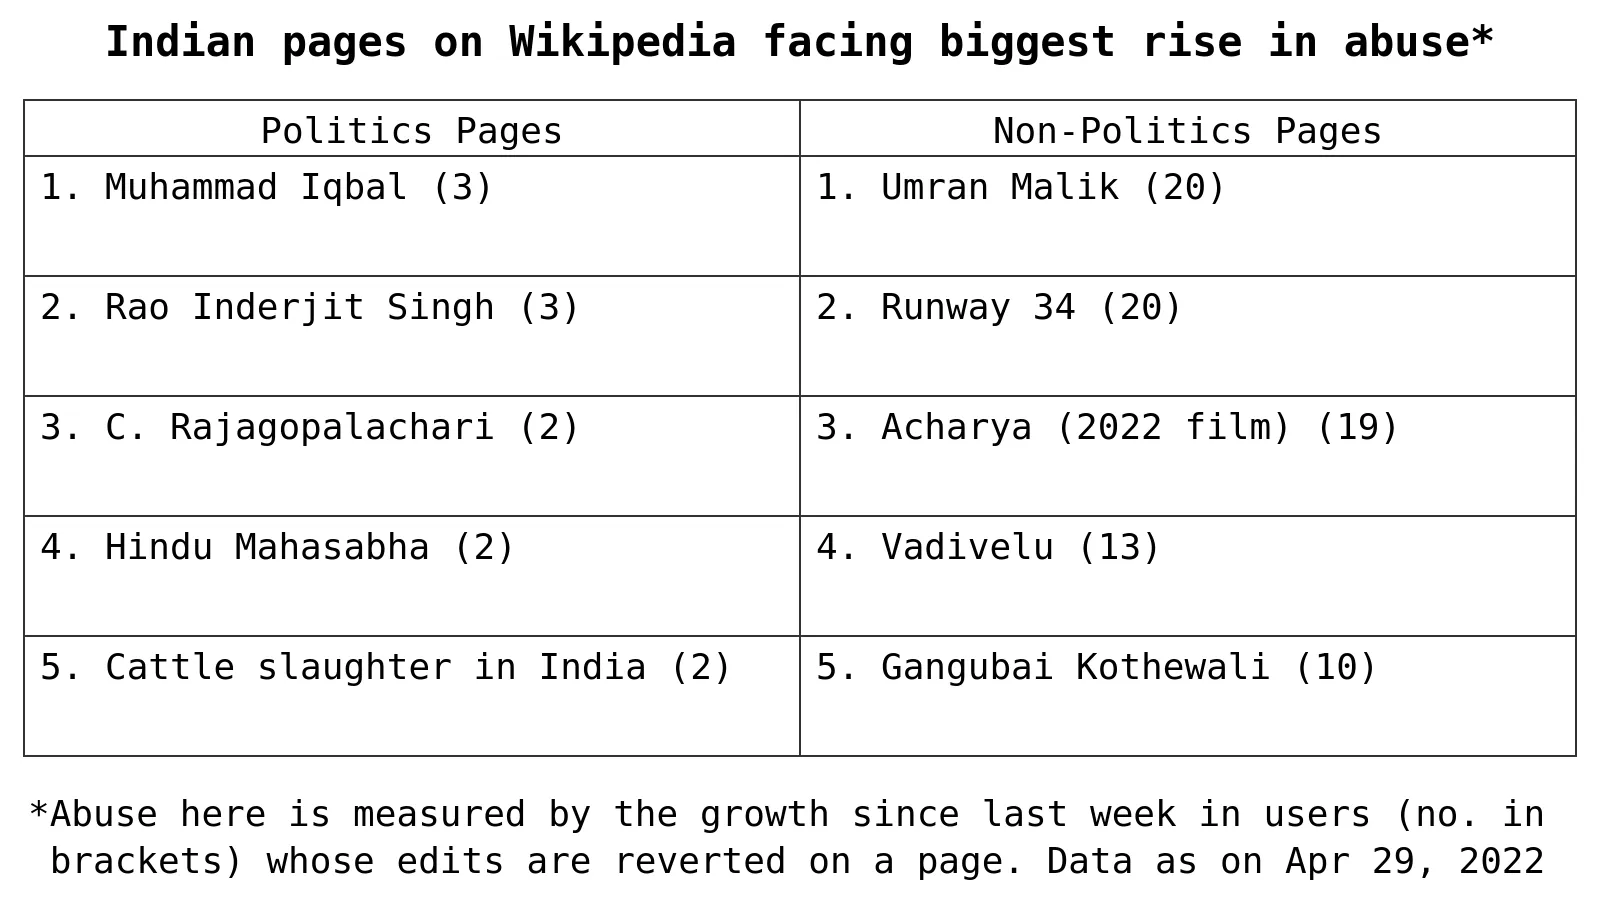 Indian pages on Wikipedia facing biggest rise in abuse*
Politics Pages
Non-Politics Pages
1. Muhammad Iqbal (3)
1. Umran Malik (20)
2. Rao Inderjit Singh (3)
2. Runway 34 (20)
3. C. Rajagopalachari (2)
3. Acharya (2022 film) (19)
4. Hindu Mahasabha (2)
4. Vadivelu (13)
5. Cattle slaughter in India (2)
5. Gangubai Kothewali (10)
*Abuse here is measured by the growth since last week in users (no. in
brackets) whose edits are reverted on a page. Data as on Apr 29, 2022